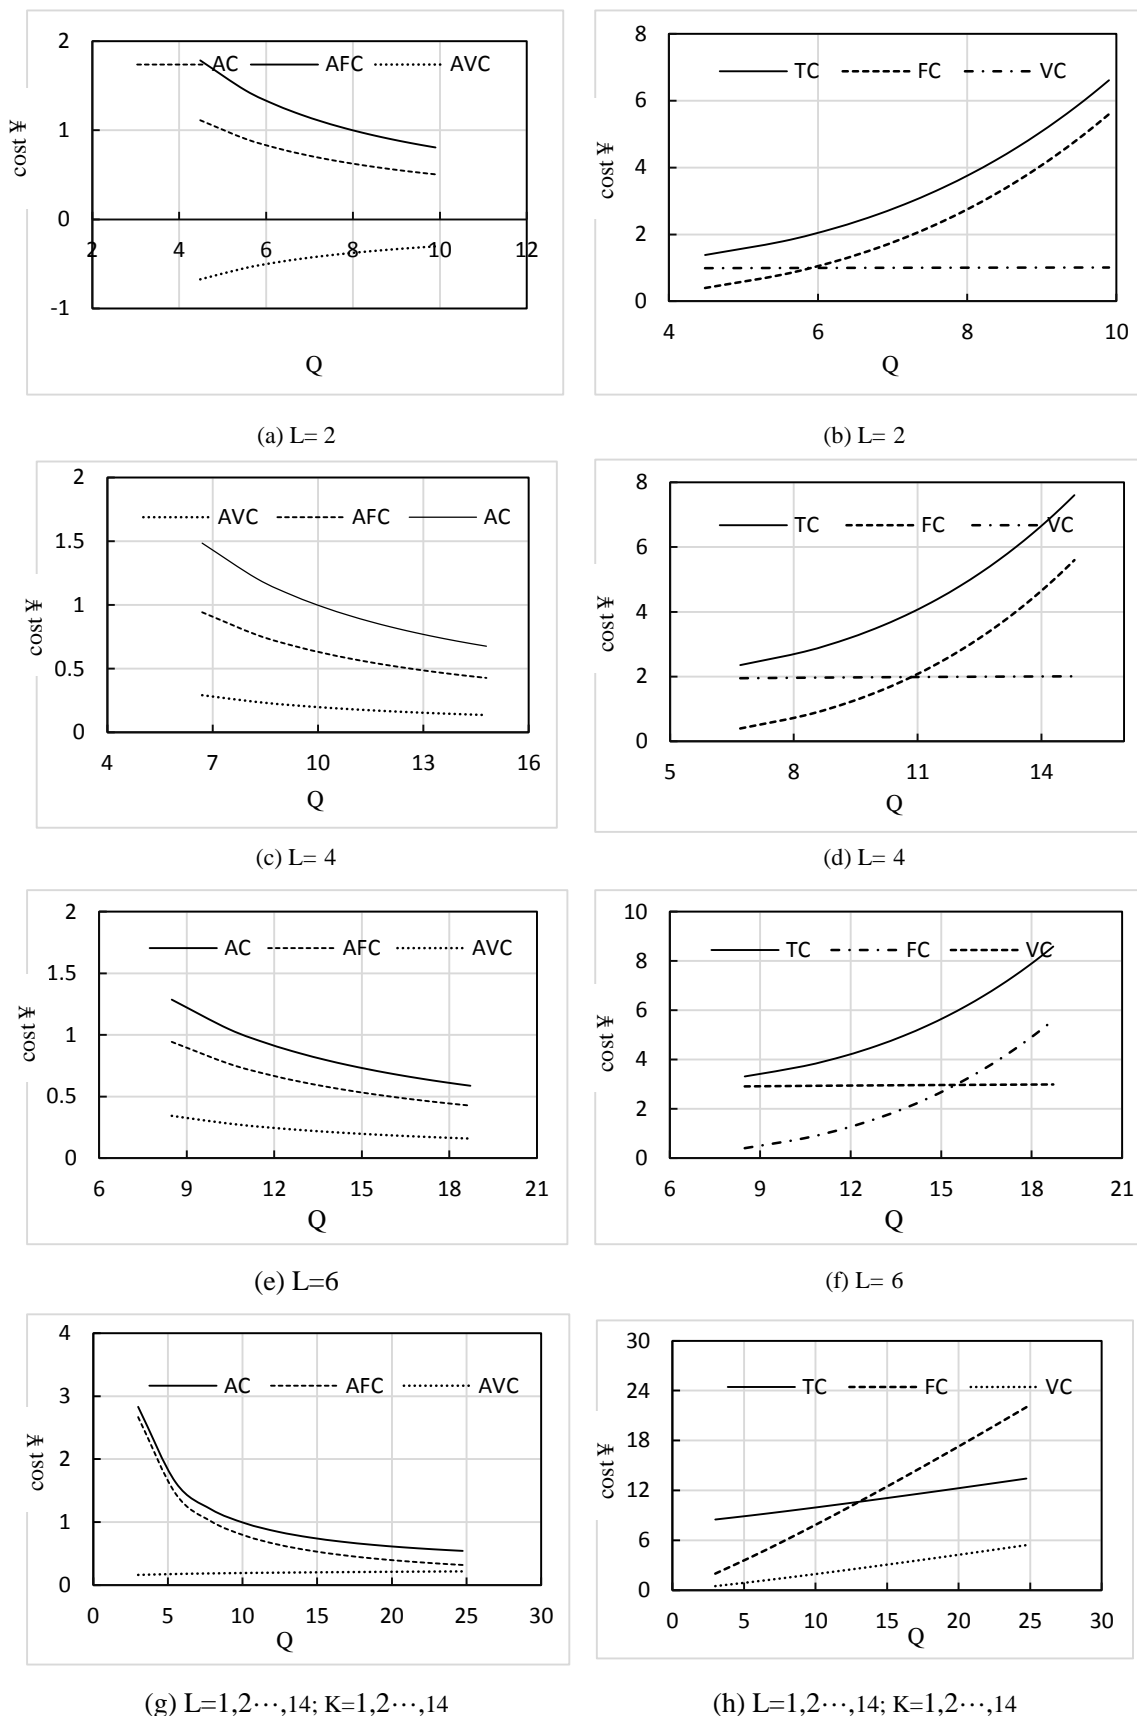 2
1
0
-1
2 4 6 8 10 12
AC AFC AVC
cost ¥
Q
(a) L= 2
8
6
4
2
0
4 6 8 10
TC FC VC
cost ¥
Q
(b) L= 2
2
1.5
1
0.5
0
4 7 10 13 16
AVC AFC AC
cost ¥
Q
(c) L= 4
8
6
4
2
0
5 8 11 14
TC FC VC
cost ¥
Q
(d) L= 4
2
1.5
1
0.5
0
6 9 12 15 18 21
AC AFC AVC
cost ¥
Q
(e) L=6
10
8
6
4
2
0
6 9 12 15 18 21
TC FC VC
cost ¥
Q
(f) L= 6
4
3
2
1
0
0 5 10 15 20 25 30
AC AFC AVC
cost ¥
Q
(g) L=1,2⋯,14; K=1,2⋯,14
30
24
18
12
6
0
0 5 10 15 20 25 30
TC FC VC
cost ¥
Q
(h) L=1,2⋯,14; K=1,2⋯,14